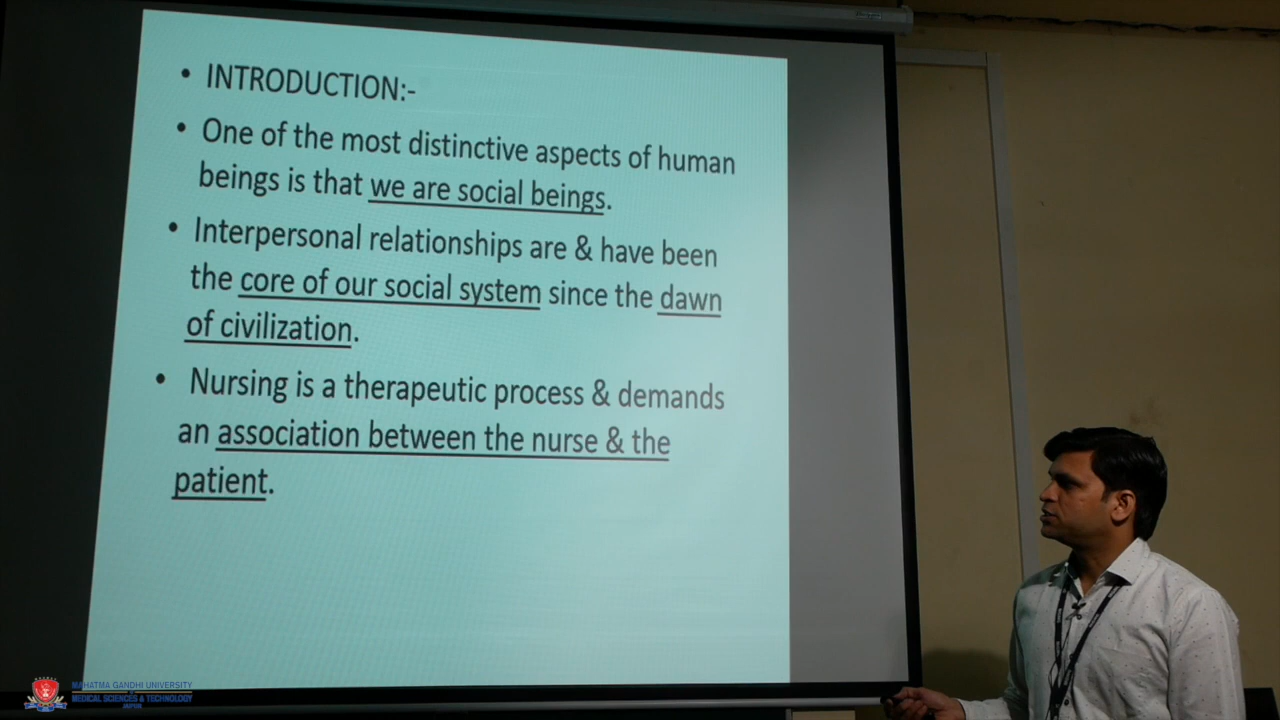 • INTRODUCTION:-
• One of the most distinctive aspects of human
beings is that we are social beings.
• Interpersonal relationships are & have been
the core of our social system since the dawn
of civilization.
• Nursing is a therapeutic process & demands
an association between the nurse & the
patient.
MAHATMA GANDHI UNIVERSITY
MEDICAL SCIENCES & TECHNOLOGY
JAIPUR